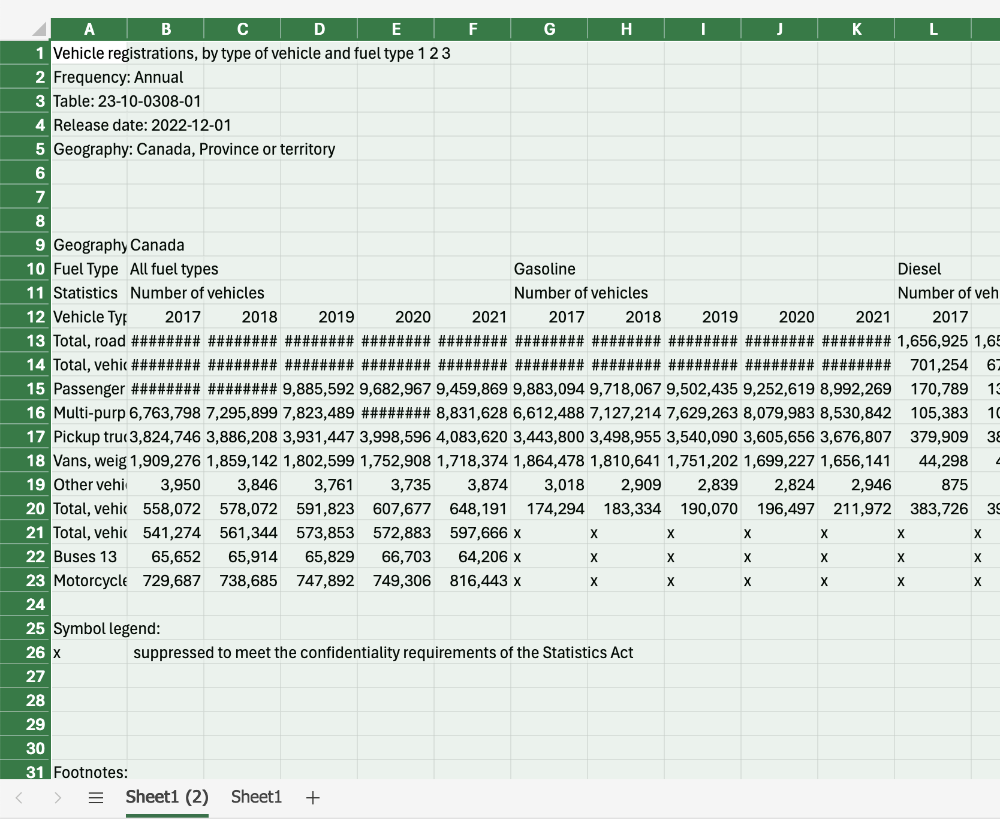 A B C D E F G H I J K L
1 Vehicle registrations, by type of vehicle and fuel type 1 2 3
2 Frequency: Annual
3 Table: 23-10-0308-01
4 Release date: 2022-12-01
5 Geography: Canada, Province or territory
6
7
8
9 Geography Canada
10 Fuel Type All fuel types Gasoline Diesel
11 Statistics Number of vehicles Number of vehicles Number of veh
12 Vehicle Typ 2017 2018 2019 2020 2021 2017 2018 2019 2020 2021 2017
13 Total, road ######## ######## ######## ######## ######## ######## ######## ######## ######## ######## 1,656,925 1,65
14 Total, vehic ######## ######## ######## ######## ######## ######## ######## ######## ######## ######## 701,254 67
15 Passenger ######## ######## 9,885,592 9,682,967 9,459,869 9,883,094 9,718,067 9,502,435 9,252,619 8,992,269 170,789 13
16 Multi-purp 6,763,798 7,295,899 7,823,489 ######## 8,831,628 6,612,488 7,127,214 7,629,263 8,079,983 8,530,842 105,383 10
17 Pickup truc 3,824,746 3,886,208 3,931,447 3,998,596 4,083,620 3,443,800 3,498,955 3,540,090 3,605,656 3,676,807 379,909 38
18 Vans, weig 1,909,276 1,859,142 1,802,599 1,752,908 1,718,374 1,864,478 1,810,641 1,751,202 1,699,227 1,656,141 44,298 4
19 Other vehi 3,950 3,846 3,761 3,735 3,874 3,018 2,909 2,839 2,824 2,946 875
20 Total, vehic 558,072 578,072 591,823 607,677 648,191 174,294 183,334 190,070 196,497 211,972 383,726 39
21 Total, vehic 541,274 561,344 573,853 572,883 597,666 x x x x x x x
22 Buses 13 65,652 65,914 65,829 66,703 64,206 x x x x x x x
23 Motorcycle 729,687 738,685 747,892 749,306 816,443 x x x x x x x
24
25 Symbol legend:
26 x suppressed to meet the confidentiality requirements of the Statistics Act
27
28
29
30
31 Footnotes:
Sheet1 (2) Sheet1